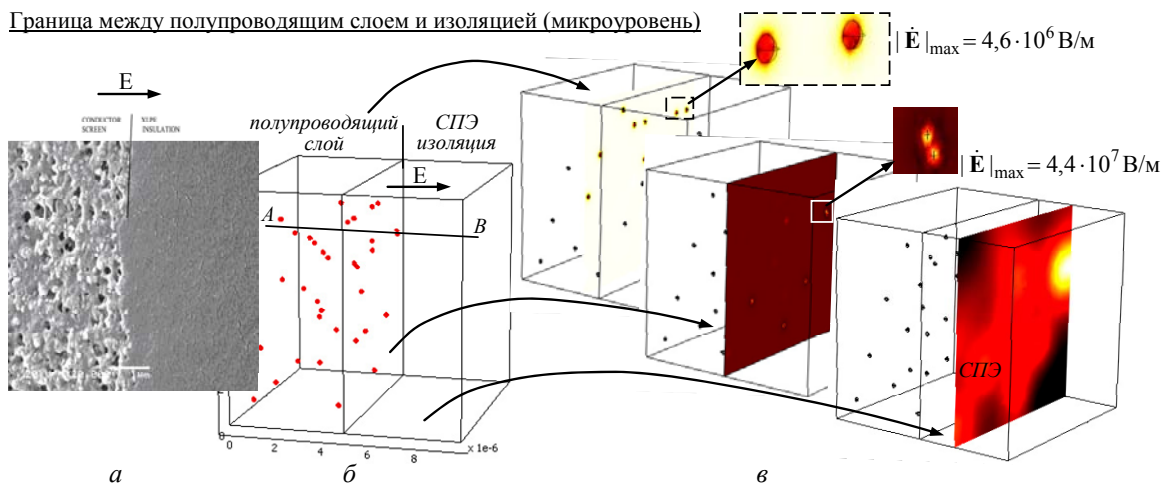 Граница между полупроводящим слоем и изоляцией (микроуровень)
| Ė |max = 4,6·10⁶ В/м
E
CONDUCTOR SCREEN
XLPE INSULATION
полупроводящий слой
СПЭ изоляция
E
A
B
| Ė |max = 4,4·10⁷ В/м
СПЭ
0
0 2 4 6 8 x 1e-6
а
б
в